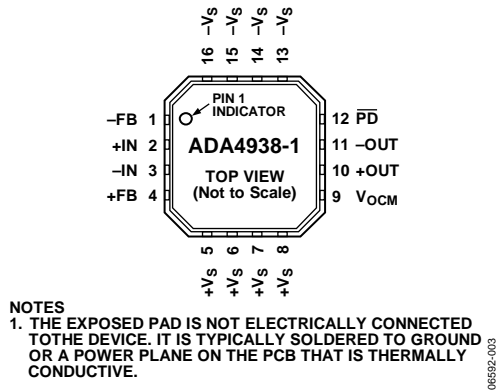 16 –VS
15 –VS
14 –VS
13 –VS
PIN 1
INDICATOR
–FB 1
+IN 2
–IN 3
+FB 4
ADA4938-1
TOP VIEW
(Not to Scale)
12 PD
11 –OUT
10 +OUT
9 VOCM
5 +VS
6 +VS
7 +VS
8 +VS
NOTES
1. THE EXPOSED PAD IS NOT ELECTRICALLY CONNECTED
TOTHE DEVICE. IT IS TYPICALLY SOLDERED TO GROUND
OR A POWER PLANE ON THE PCB THAT IS THERMALLY
CONDUCTIVE.
06592-003